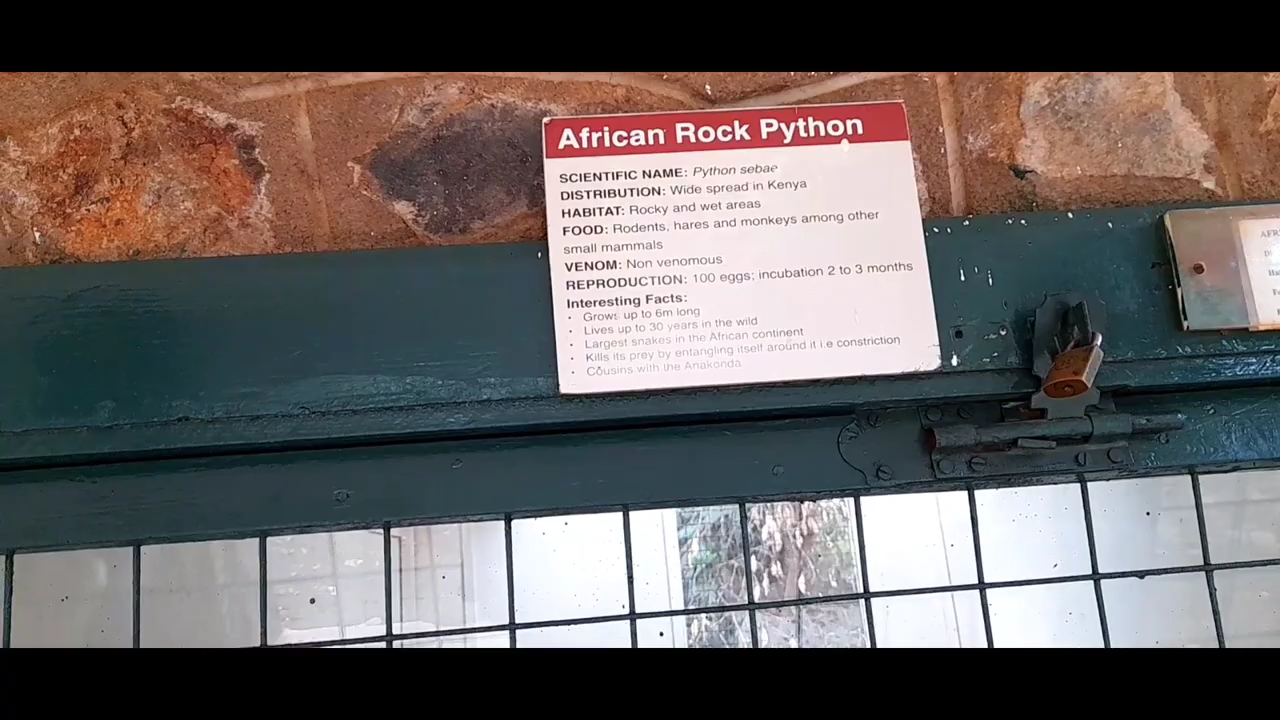 African Rock Python
SCIENTIFIC NAME: Python sebae
DISTRIBUTION: Wide spread in Kenya
HABITAT: Rocky and wet areas
FOOD: Rodents, hares and monkeys among other
small mammals
VENOM: Non venomous
REPRODUCTION: 100 eggs; incubation 2 to 3 months
Interesting Facts:
• Grows up to 6m long
• Lives up to 30 years in the wild
• Largest snakes in the African continent
• Kills its prey by entangling itself around it i.e constriction
• Cousins with the Anakonda